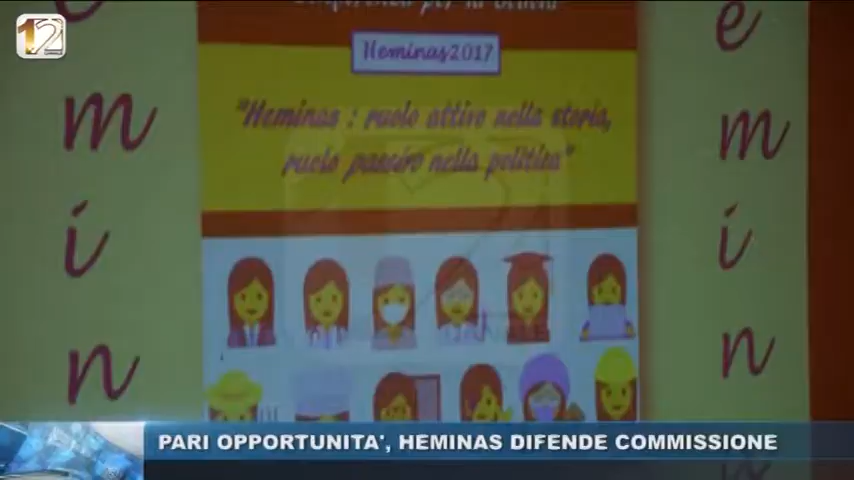 12
Heminas2017
"Heminas : ruolo attivo nella storia,
ruolo passivo nella politica"
e
m
i
n
e
m
i
n
PARI OPPORTUNITA', HEMINAS DIFENDE COMMISSIONE